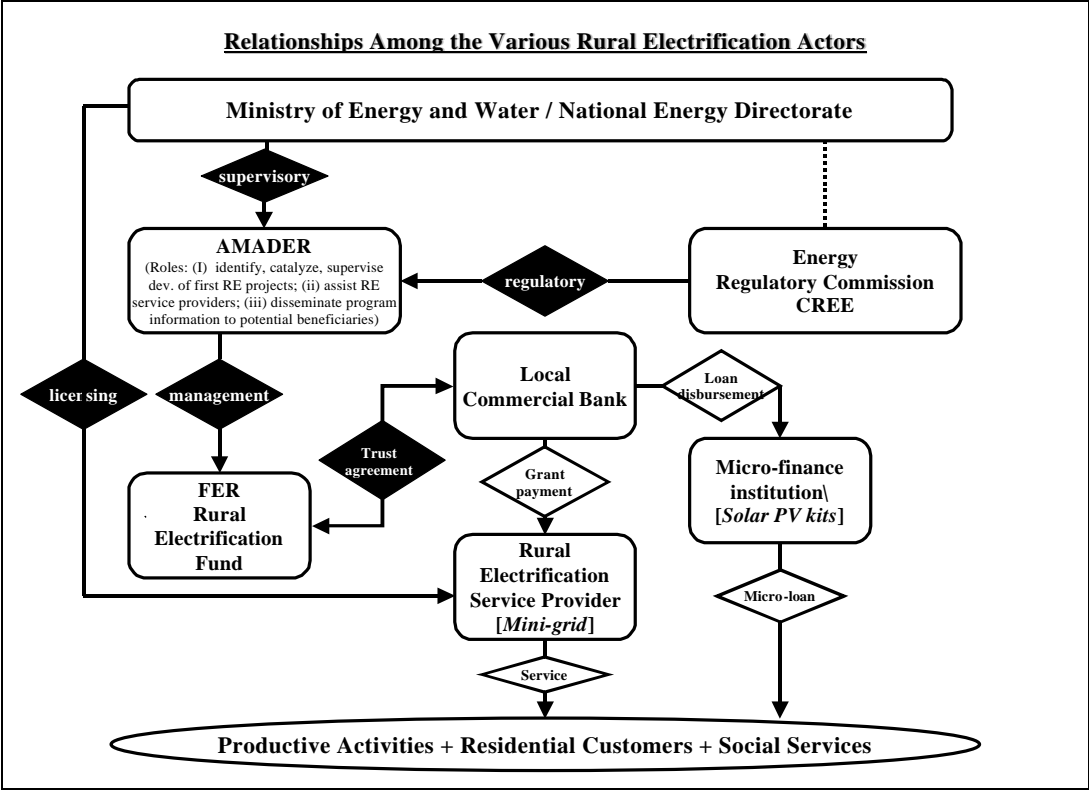 Relationships Among the Various Rural Electrification Actors
Ministry of Energy and Water / National Energy Directorate
supervisory
AMADER
(Roles: (I) identify, catalyze, supervise
dev. of first RE projects; (ii) assist RE
service providers; (iii) disseminate program
information to potential beneficiaries)
regulatory
Energy
Regulatory Commission
CREE
licensing
management
Trust
agreement
Local
Commercial Bank
Loan
disbursement
Grant
payment
Micro-finance
institution\
[Solar PV kits]
FER
Rural
Electrification
Fund
Rural
Electrification
Service Provider
[Mini-grid]
Micro-loan
Service
Productive Activities + Residential Customers + Social Services